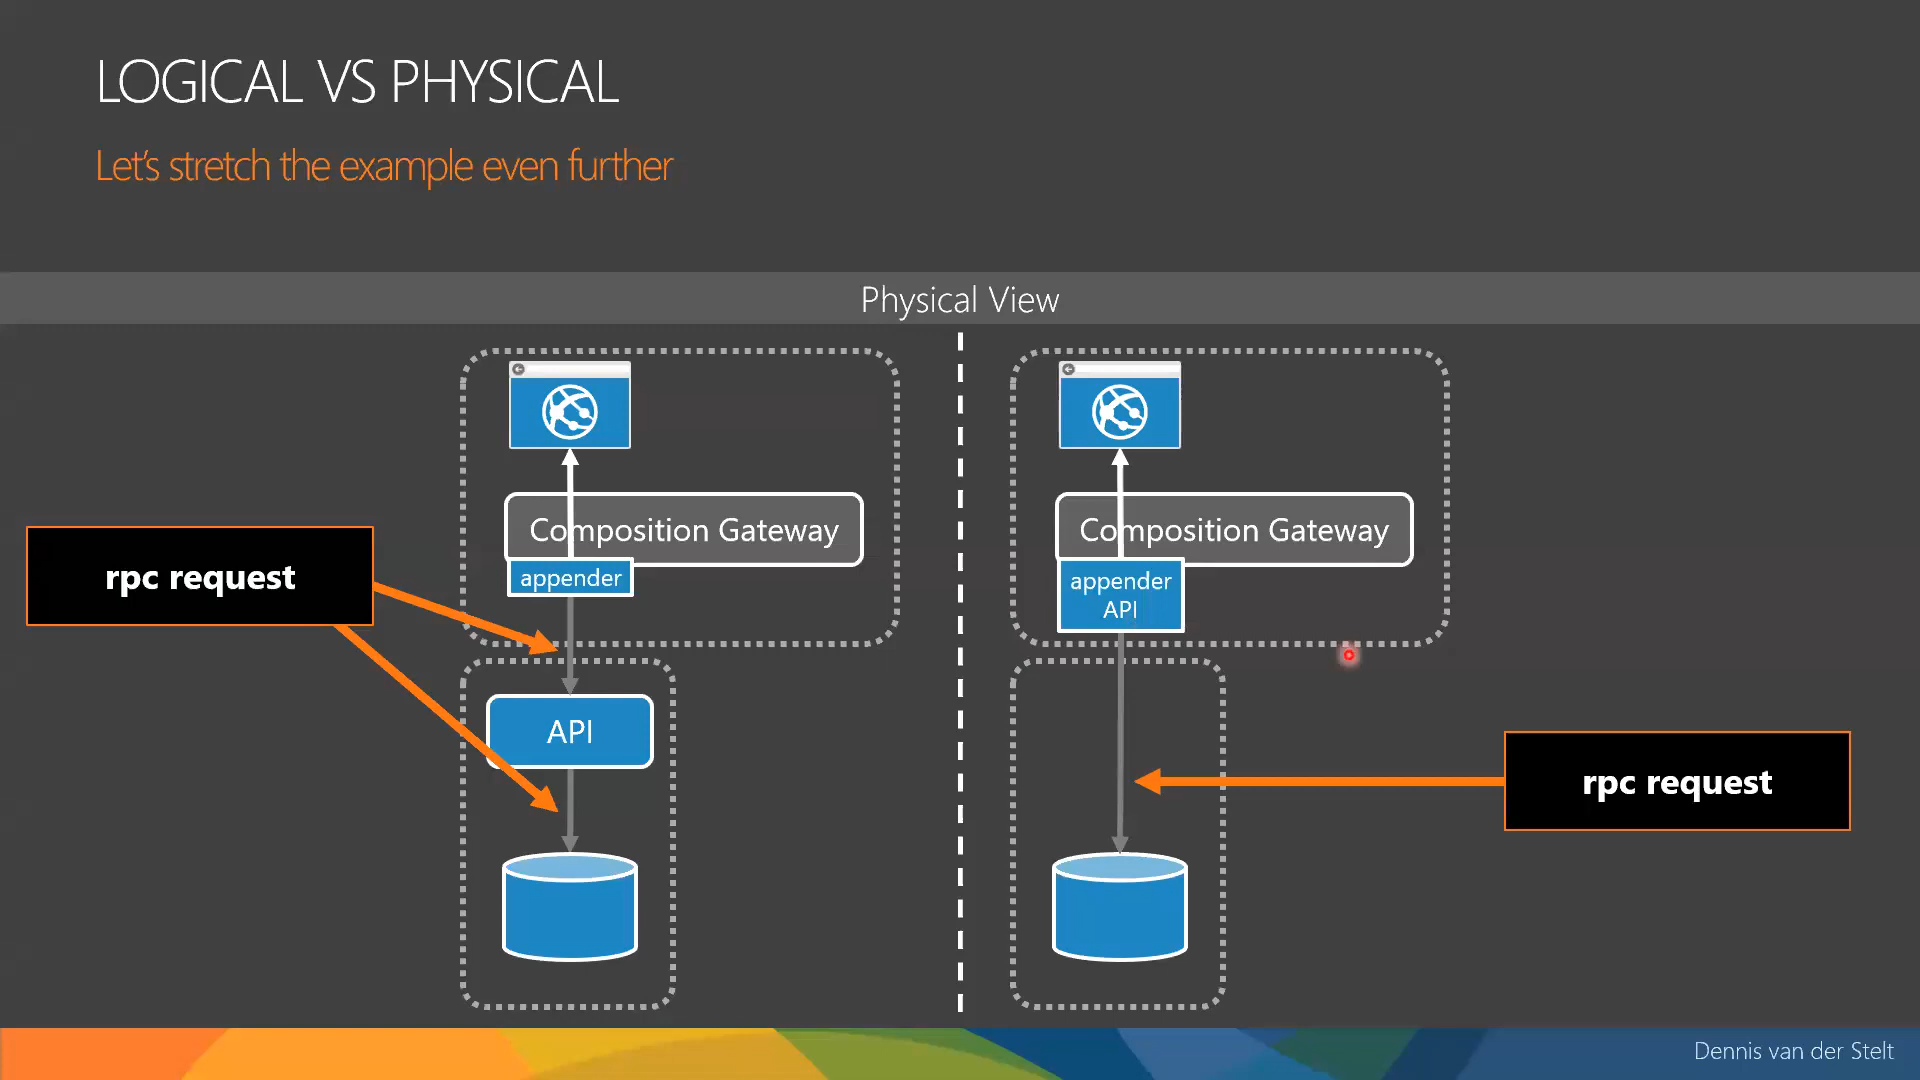 LOGICAL VS PHYSICAL
Let's stretch the example even further
Physical View
Composition Gateway
appender
rpc request
API
Composition Gateway
appender
API
rpc request
Dennis van der Stelt